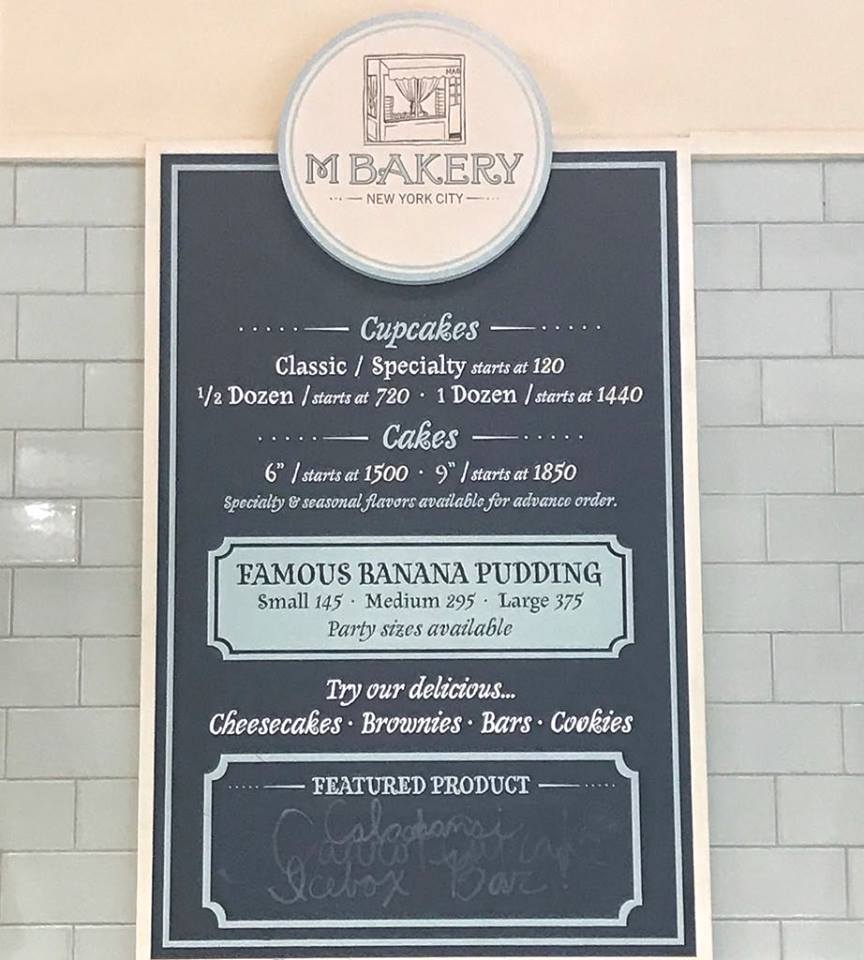 M BAKERY
NEW YORK CITY
Cupcakes
Classic / Specialty starts at 120
1/2 Dozen / starts at 720 · 1 Dozen / starts at 1440
Cakes
6" / starts at 1500 · 9" / starts at 1850
Specialty & seasonal flavors available for advance order.
FAMOUS BANANA PUDDING
Small 145 · Medium 295 · Large 375
Party sizes available
Try our delicious...
Cheesecakes · Brownies · Bars · Cookies
FEATURED PRODUCT
Calamansi
Icebox Bar!